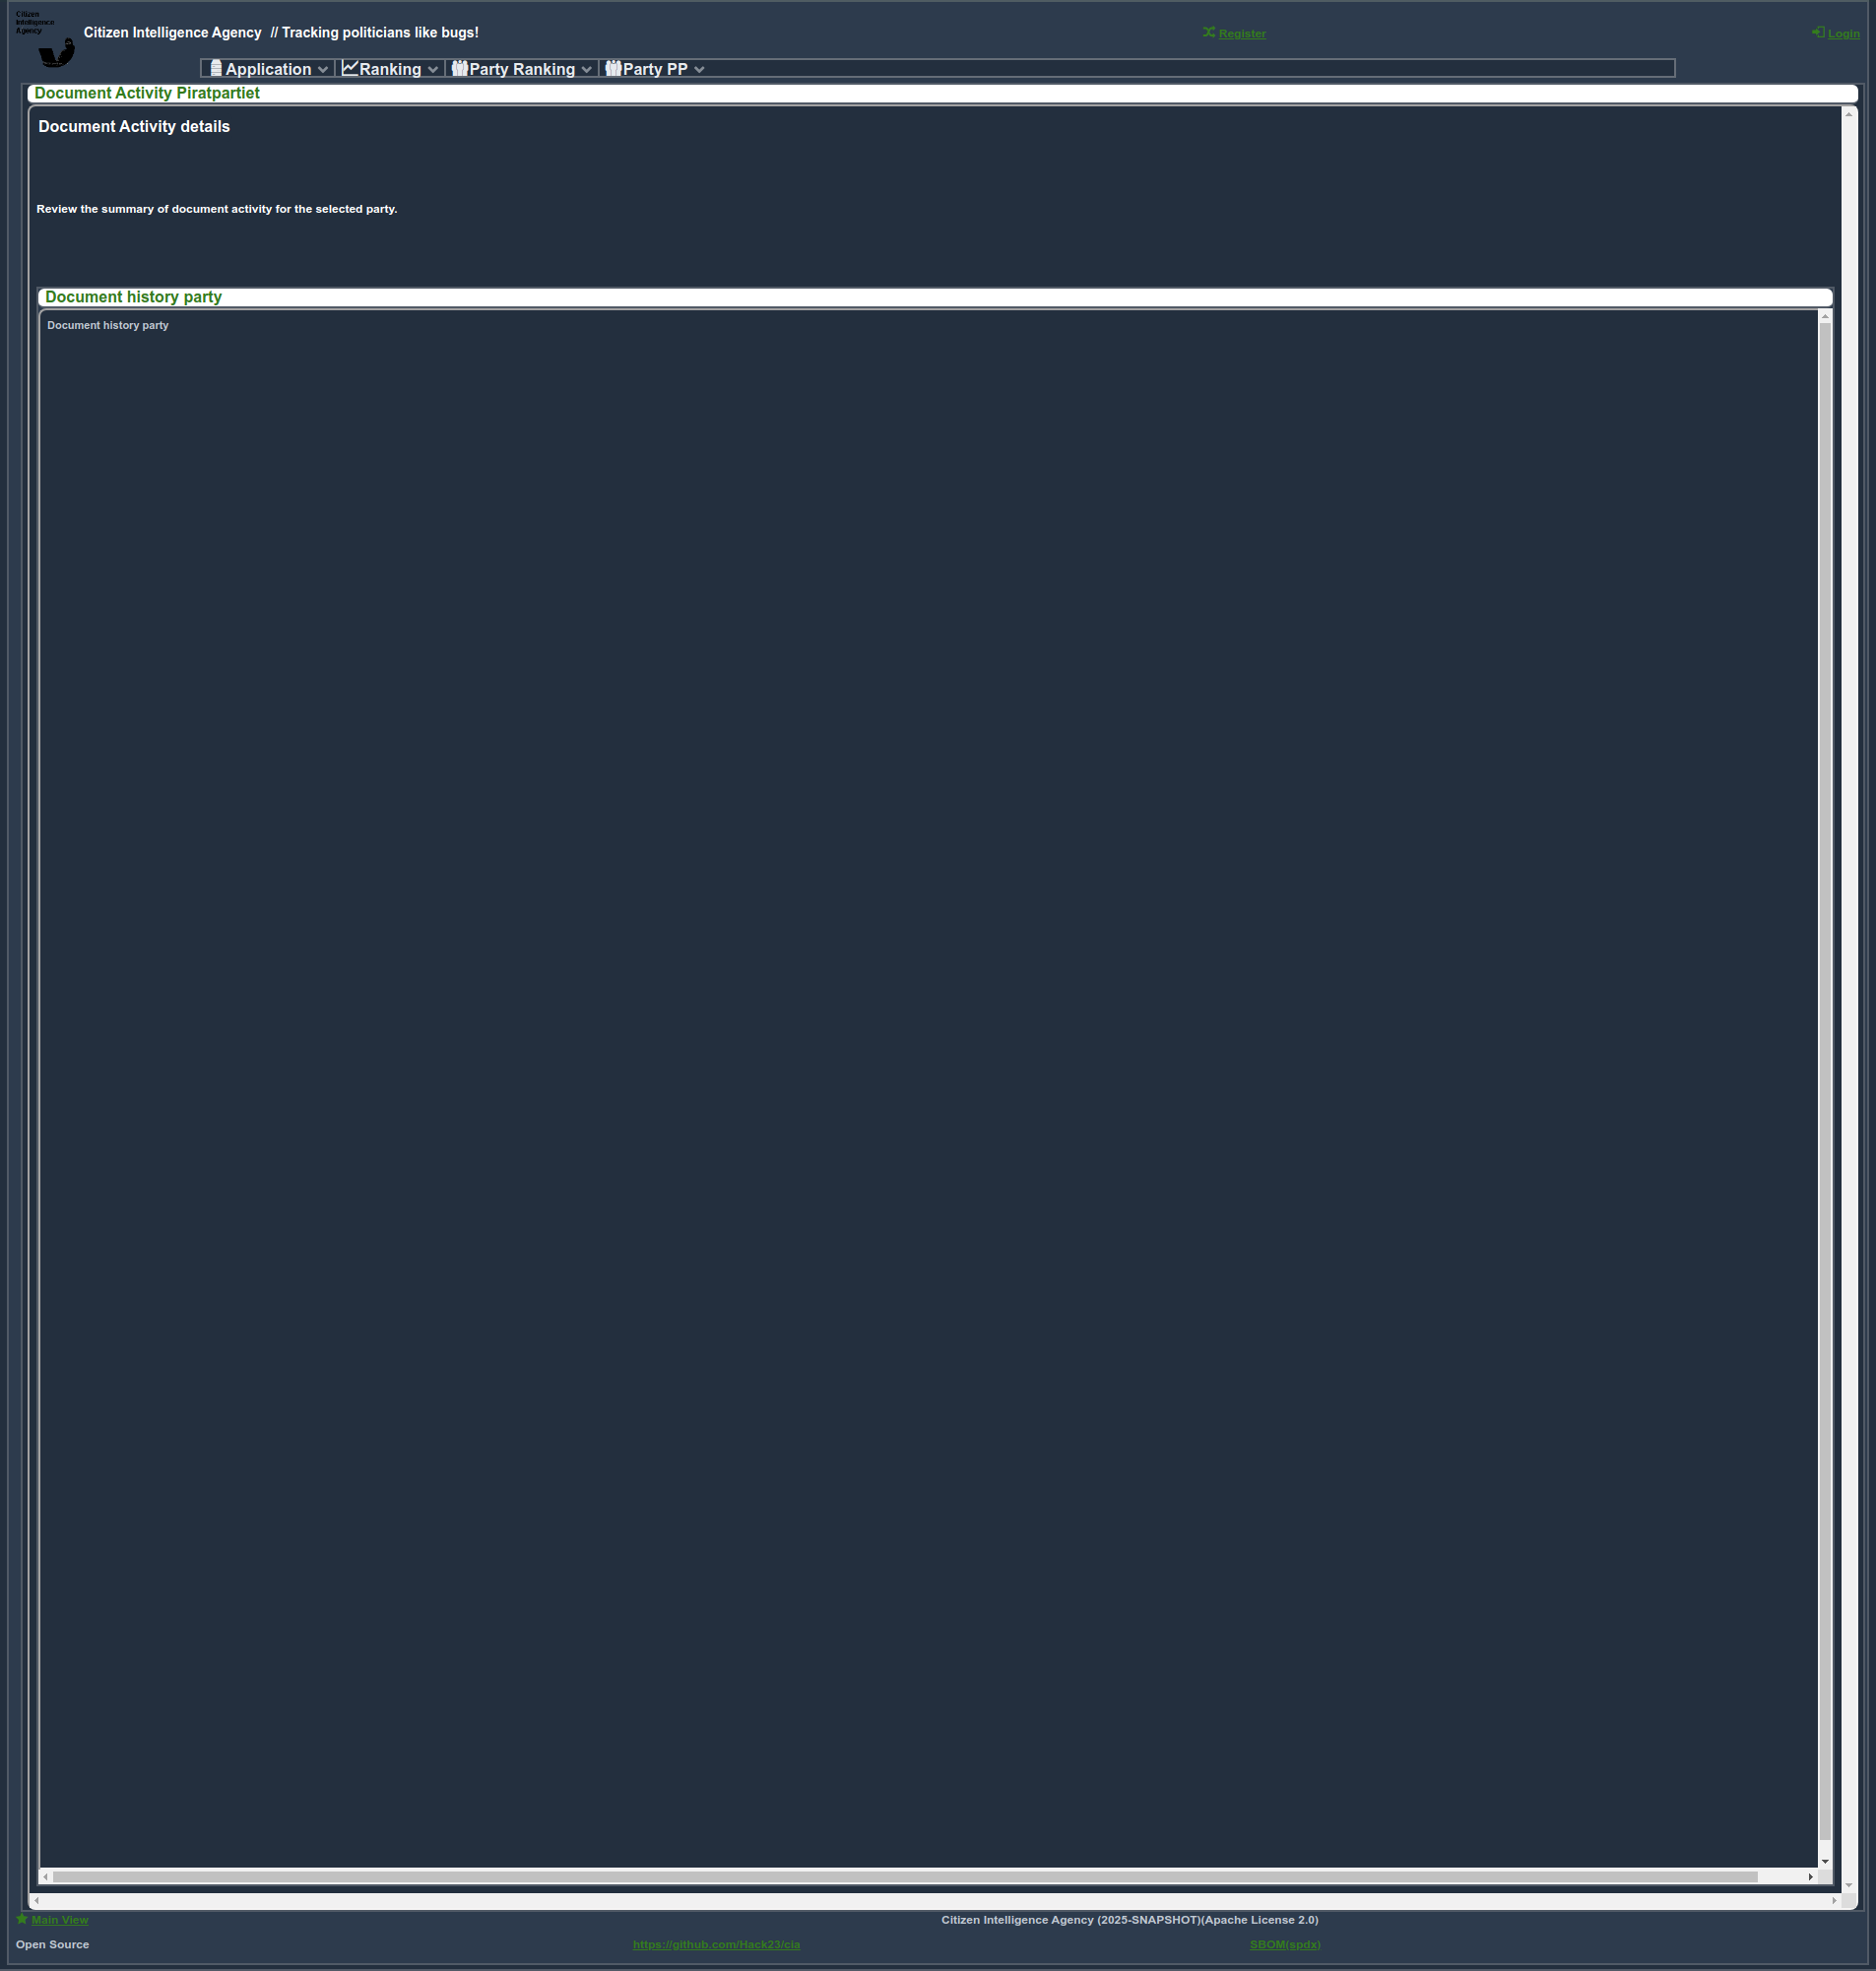 Citizen
Intelligence
Agency
Citizen Intelligence Agency // Tracking politicians like bugs!
Register
Login
Application
Ranking
Party Ranking
Party PP
Document Activity Piratpartiet
Document Activity details
Review the summary of document activity for the selected party.
Document history party
Document history party
Main View
Citizen Intelligence Agency (2025-SNAPSHOT)(Apache License 2.0)
Open Source
https://github.com/Hack23/cia
SBOM(spdx)